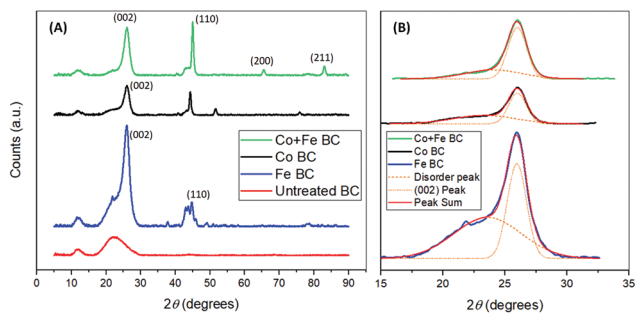 (A)
(002)
(110)
(200)
(211)
(002)
(002)
(110)
Co+Fe BC
Co BC
Fe BC
Untreated BC
Counts (a.u.)
0 10 20 30 40 50 60 70 80 90
2θ (degrees)
(B)
Co+Fe BC
Co BC
Fe BC
Disorder peak
(002) Peak
Peak Sum
15 20 25 30 35
2θ (degrees)